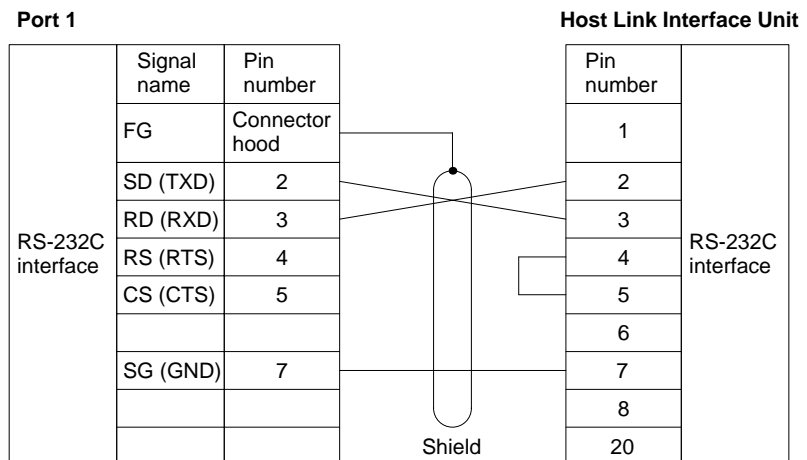 Port 1
Host Link Interface Unit
Signal name
Pin number
Pin number
FG
Connector hood
1
SD (TXD)
2
2
RD (RXD)
3
3
RS-232C interface
RS (RTS)
4
4
RS-232C interface
CS (CTS)
5
5
6
SG (GND)
7
7
8
Shield
20